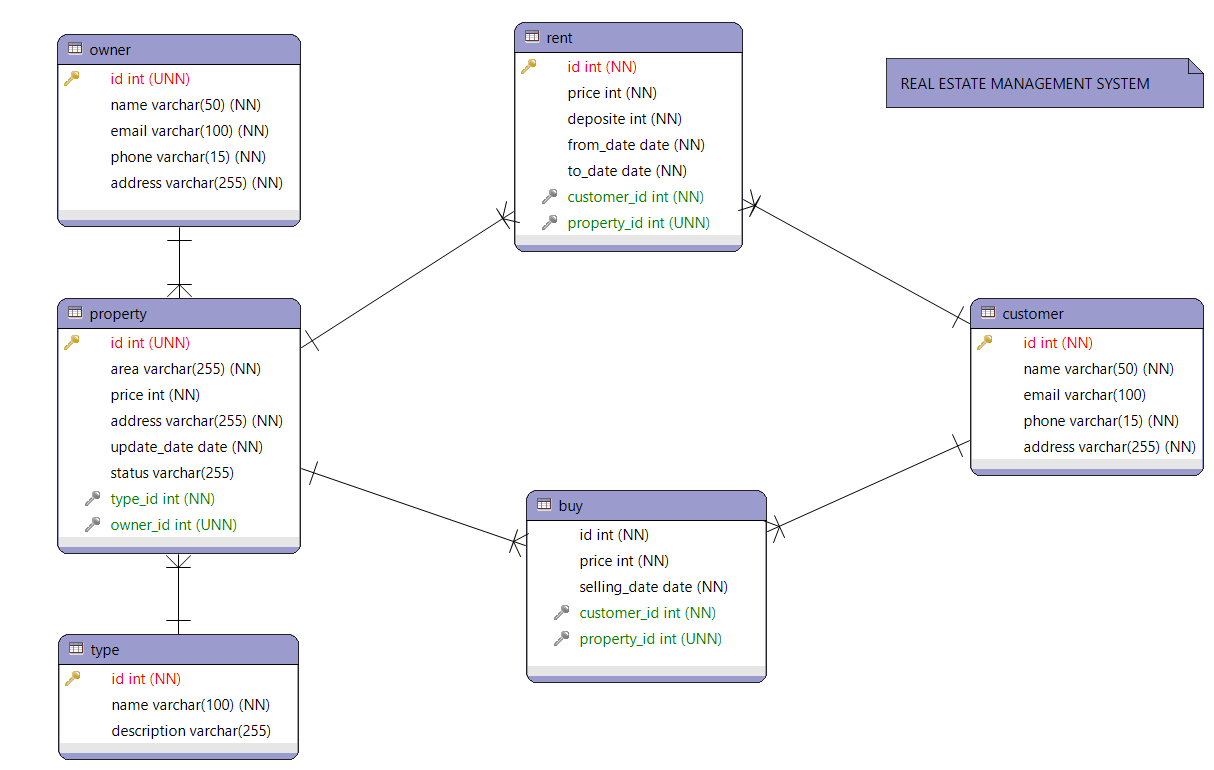 owner
id int (UNN)
name varchar(50) (NN)
email varchar(100) (NN)
phone varchar(15) (NN)
address varchar(255) (NN)
rent
id int (NN)
price int (NN)
deposite int (NN)
from_date date (NN)
to_date date (NN)
customer_id int (NN)
property_id int (UNN)
REAL ESTATE MANAGEMENT SYSTEM
property
id int (UNN)
area varchar(255) (NN)
price int (NN)
address varchar(255) (NN)
update_date date (NN)
status varchar(255)
type_id int (NN)
owner_id int (UNN)
customer
id int (NN)
name varchar(50) (NN)
email varchar(100)
phone varchar(15) (NN)
address varchar(255) (NN)
buy
id int (NN)
price int (NN)
selling_date date (NN)
customer_id int (NN)
property_id int (UNN)
type
id int (NN)
name varchar(100) (NN)
description varchar(255)